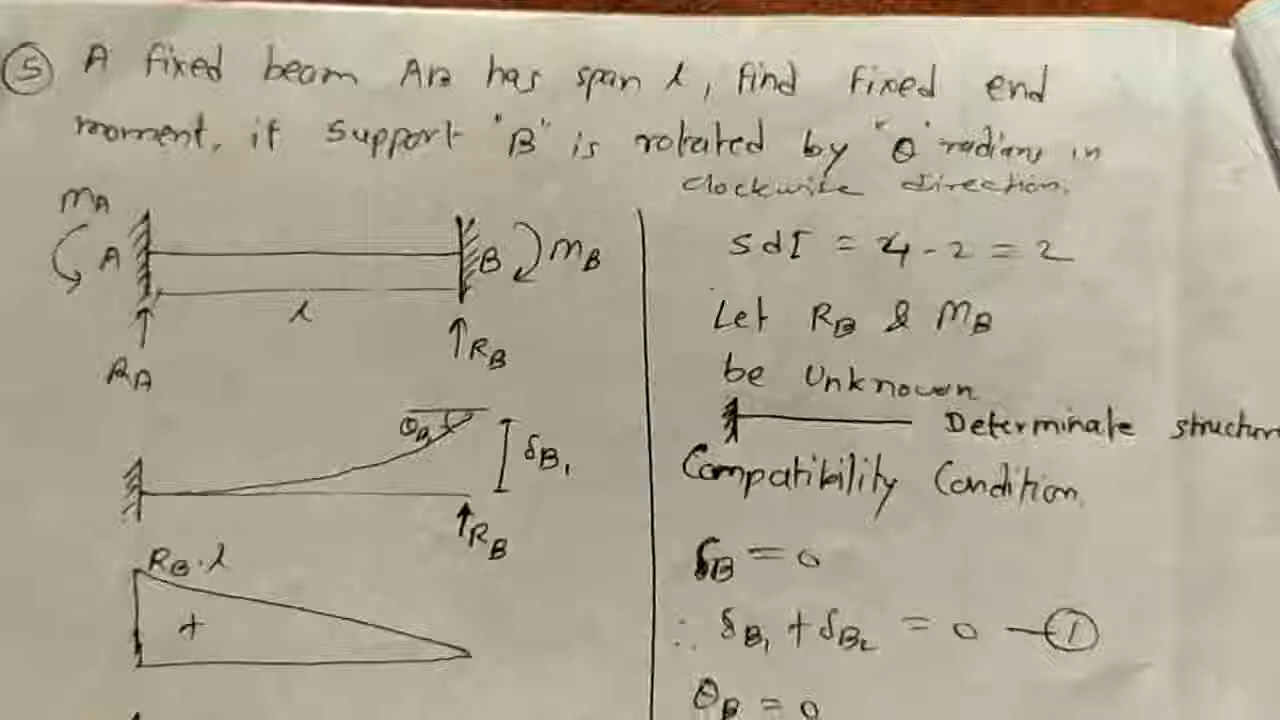 5 A fixed beam AB has span l, find fixed end
moment, if support "B" is rotated by "θ" radians in
clockwise direction.
MA
A
B
MB
l
RA
RB
θB
δB1
RB
RB·l
+
SdI = 4-2 = 2
Let RB & MB
be Unknown
Determinate structure
Compatibility Condition.
δB = 0
∴ δB1 + δB2 = 0 — 1
θB = 0